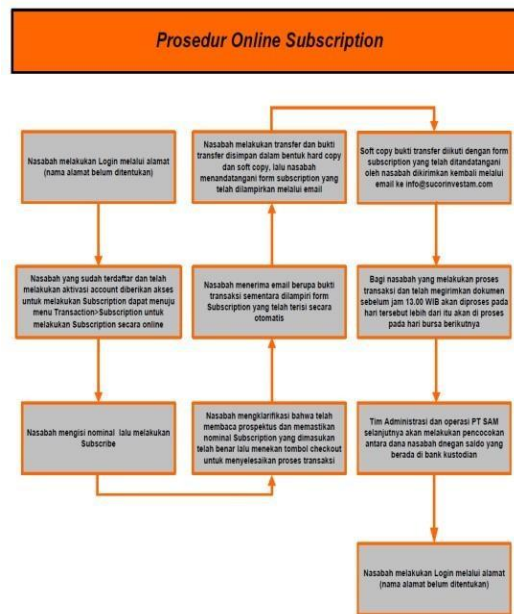 Prosedur Online Subscription
Nasabah melakukan Login melalui alamat
(nama alamat belum ditentukan)
Nasabah yang sudah terdaftar dan telah
melakukan aktivasi account diberikan akses
untuk melakukan Subscription dapat menuju
menu Transaction>Subscription untuk
melakukan Subscription secara online
Nasabah mengisi nominal lalu melakukan
Subscribe
Nasabah mengklarifikasi bahwa telah
membaca prospektus dan memastikan
nominal Subscription yang dimasukan
telah benar lalu menekan tombol checkout
untuk menyelesaikan proses transaksi
Nasabah menerima email berupa bukti
transaksi sementara dilampiri form
Subscription yang telah terisi secara
otomatis
Nasabah melakukan transfer dan bukti
transfer disimpan dalam bentuk hard copy
dan soft copy, lalu nasabah
menandatangani form subscription yang
telah dilampirkan melalui email
Soft copy bukti transfer diikuti dengan form
subscription yang telah ditandatangani
oleh nasabah dikirimkan kembali melalui
email ke info@sucorinvestam.com
Bagi nasabah yang melakukan proses
transaksi dan telah megirimkan dokumen
sebelum jam 13.00 WIB akan diproses pada
hari tersebut lebih dari itu akan di proses
pada hari bursa berikutnya
Tim Administrasi dan operasi PT SAM
selanjutnya akan melakukan pencocokan
antara dana nasabah dnegan saldo yang
berada di bank kustodian
Nasabah melakukan Login melalui alamat
(nama alamat belum ditentukan)